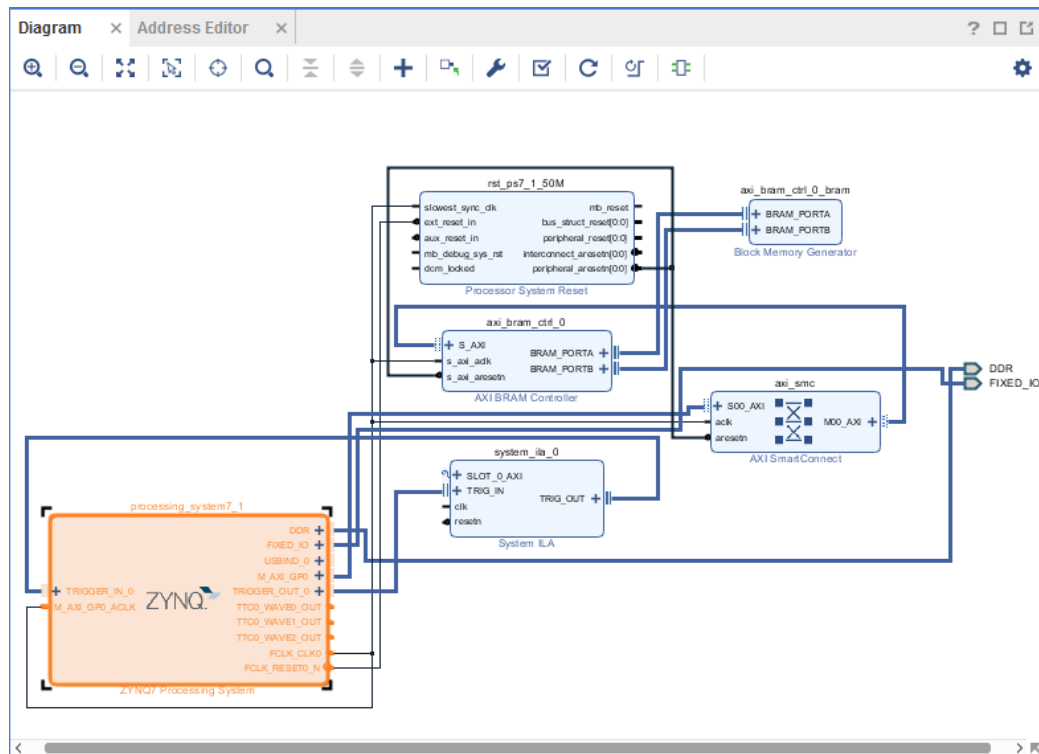 Diagram
Address Editor
rst_ps7_1_50M
slowest_sync_clk
ext_reset_in
aux_reset_in
mb_debug_sys_rst
dcm_locked
mb_reset
bus_struct_reset[0:0]
peripheral_reset[0:0]
interconnect_aresetn[0:0]
peripheral_aresetn[0:0]
Processor System Reset
axi_bram_ctrl_0_bram
BRAM_PORTA
BRAM_PORTB
Block Memory Generator
axi_bram_ctrl_0
S_AXI
s_axi_aclk
s_axi_aresetn
BRAM_PORTA
BRAM_PORTB
AXI BRAM Controller
DDR
FIXED_IO
axi_smc
S00_AXI
aclk
aresetn
M00_AXI
AXI SmartConnect
system_ila_0
SLOT_0_AXI
TRIG_IN
clk
resetn
TRIG_OUT
System ILA
processing_system7_1
TRIGGER_IN_0
M_AXI_GP0_ACLK
ZYNQ
DDR
FIXED_IO
USBIND_0
M_AXI_GP0
TRIGGER_OUT_0
TTC0_WAVE0_OUT
TTC0_WAVE1_OUT
TTC0_WAVE2_OUT
FCLK_CLK0
FCLK_RESET0_N
ZYNQ7 Processing System